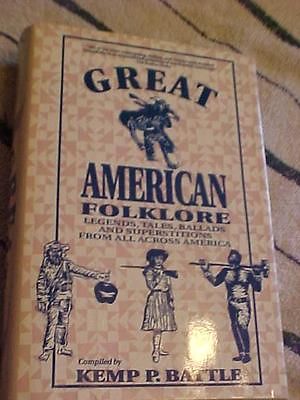 GREAT
AMERICAN
FOLKLORE
LEGENDS, TALES, BALLADS
AND SUPERSTITIONS
FROM ALL ACROSS AMERICA
Compiled by
KEMP P. BATTLE